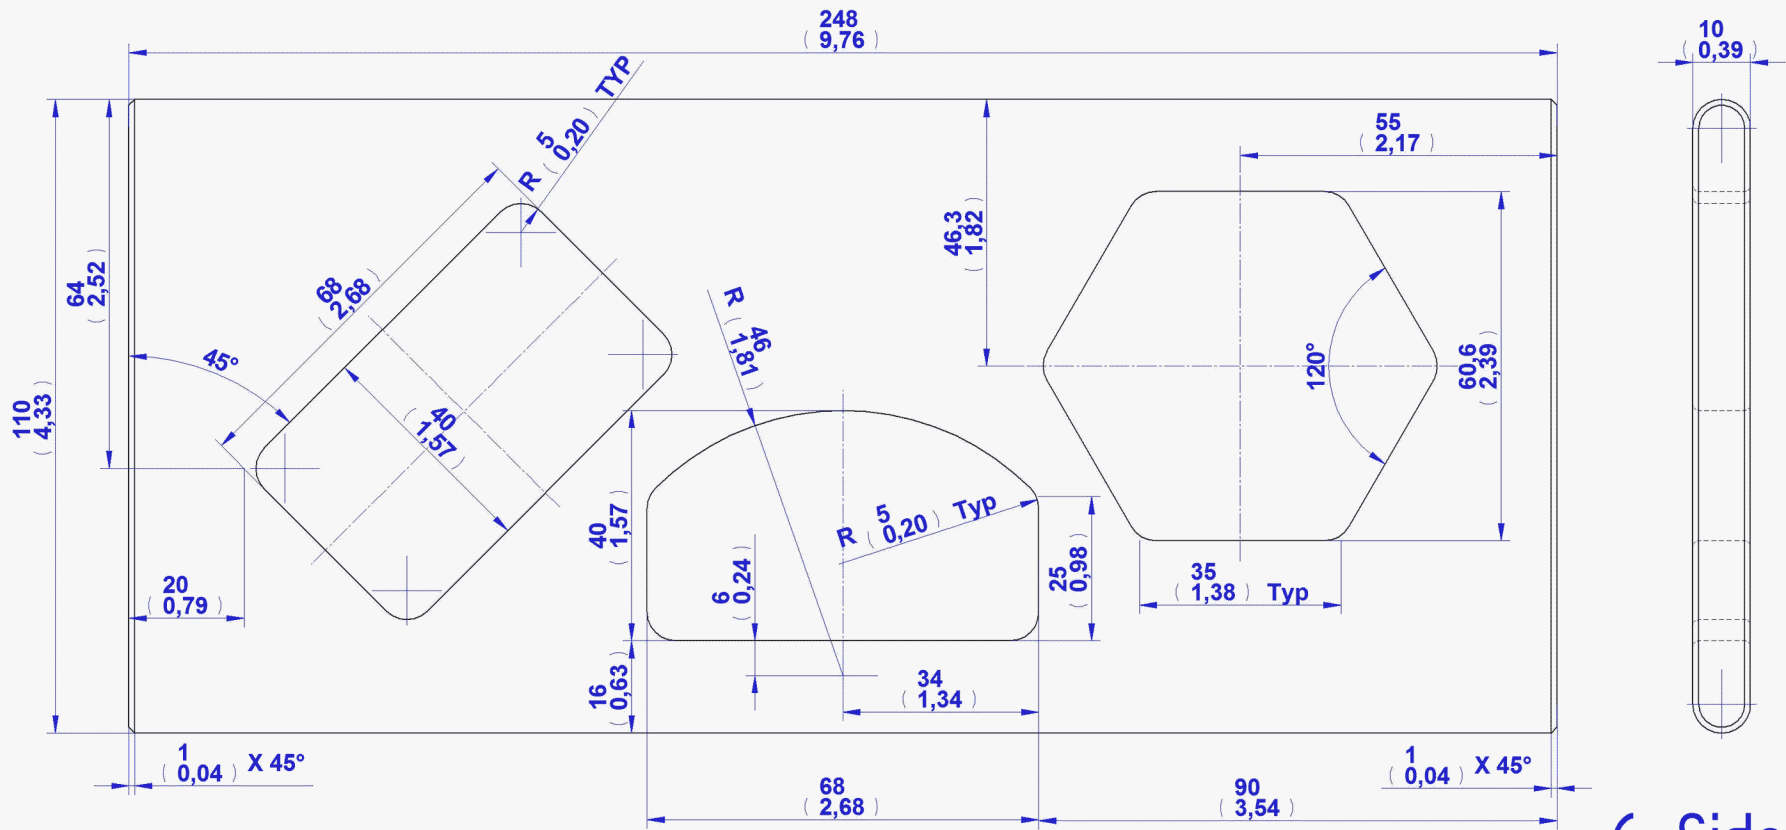 248
( 9,76 )
10
( 0,39 )
R 5 ( 0,20 ) TYP
55
( 2,17 )
46,3
( 1,82 )
64
( 2,52 )
68
( 2,68 )
R 46
( 1,81 )
45°
120°
60,6
( 2,39 )
110
( 4,33 )
40
( 1,57 )
R 5 ( 0,20 ) Typ
40
( 1,57 )
6
( 0,24 )
25
( 0,98 )
35
( 1,38 ) Typ
20
( 0,79 )
16
( 0,63 )
34
( 1,34 )
1
( 0,04 ) X 45°
1
( 0,04 ) X 45°
68
( 2,68 )
90
( 3,54 )